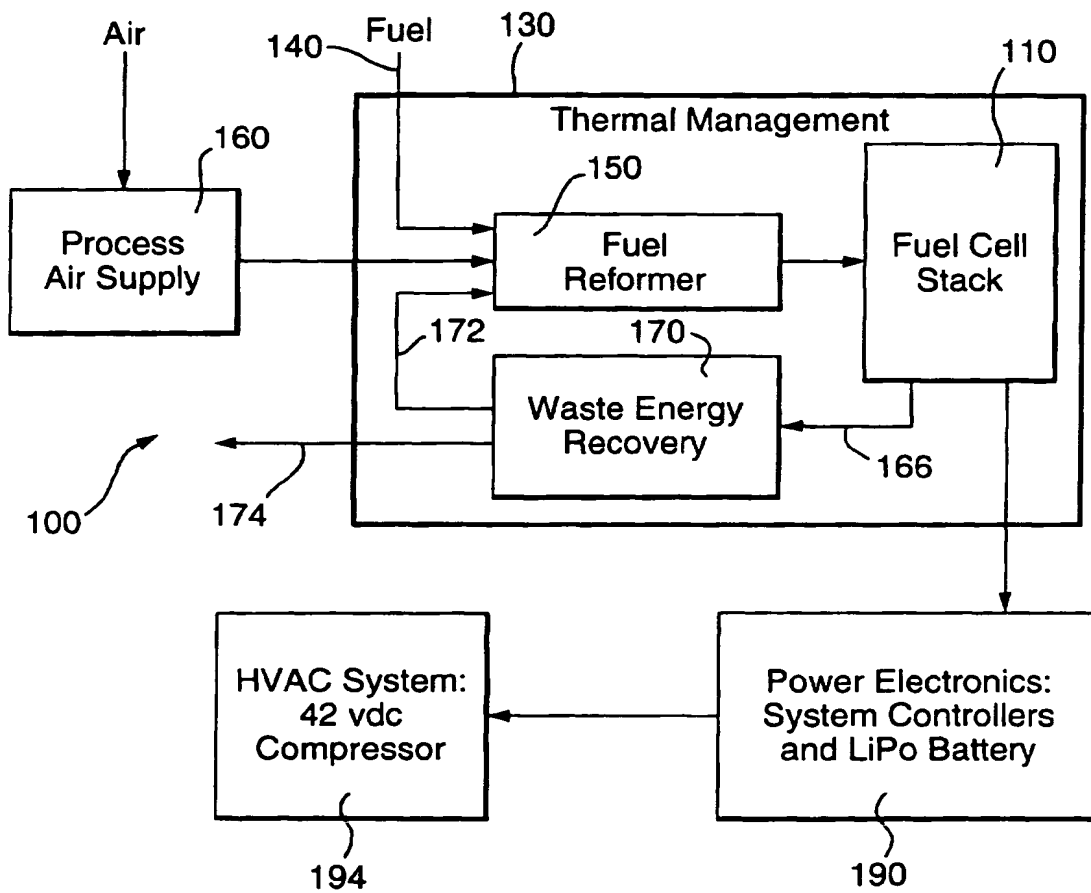 Air
Fuel
140
130
110
Thermal Management
160
150
Process
Air Supply
Fuel
Reformer
Fuel Cell
Stack
172
170
Waste Energy
Recovery
166
100
174
HVAC System:
42 vdc
Compressor
Power Electronics:
System Controllers
and LiPo Battery
194
190